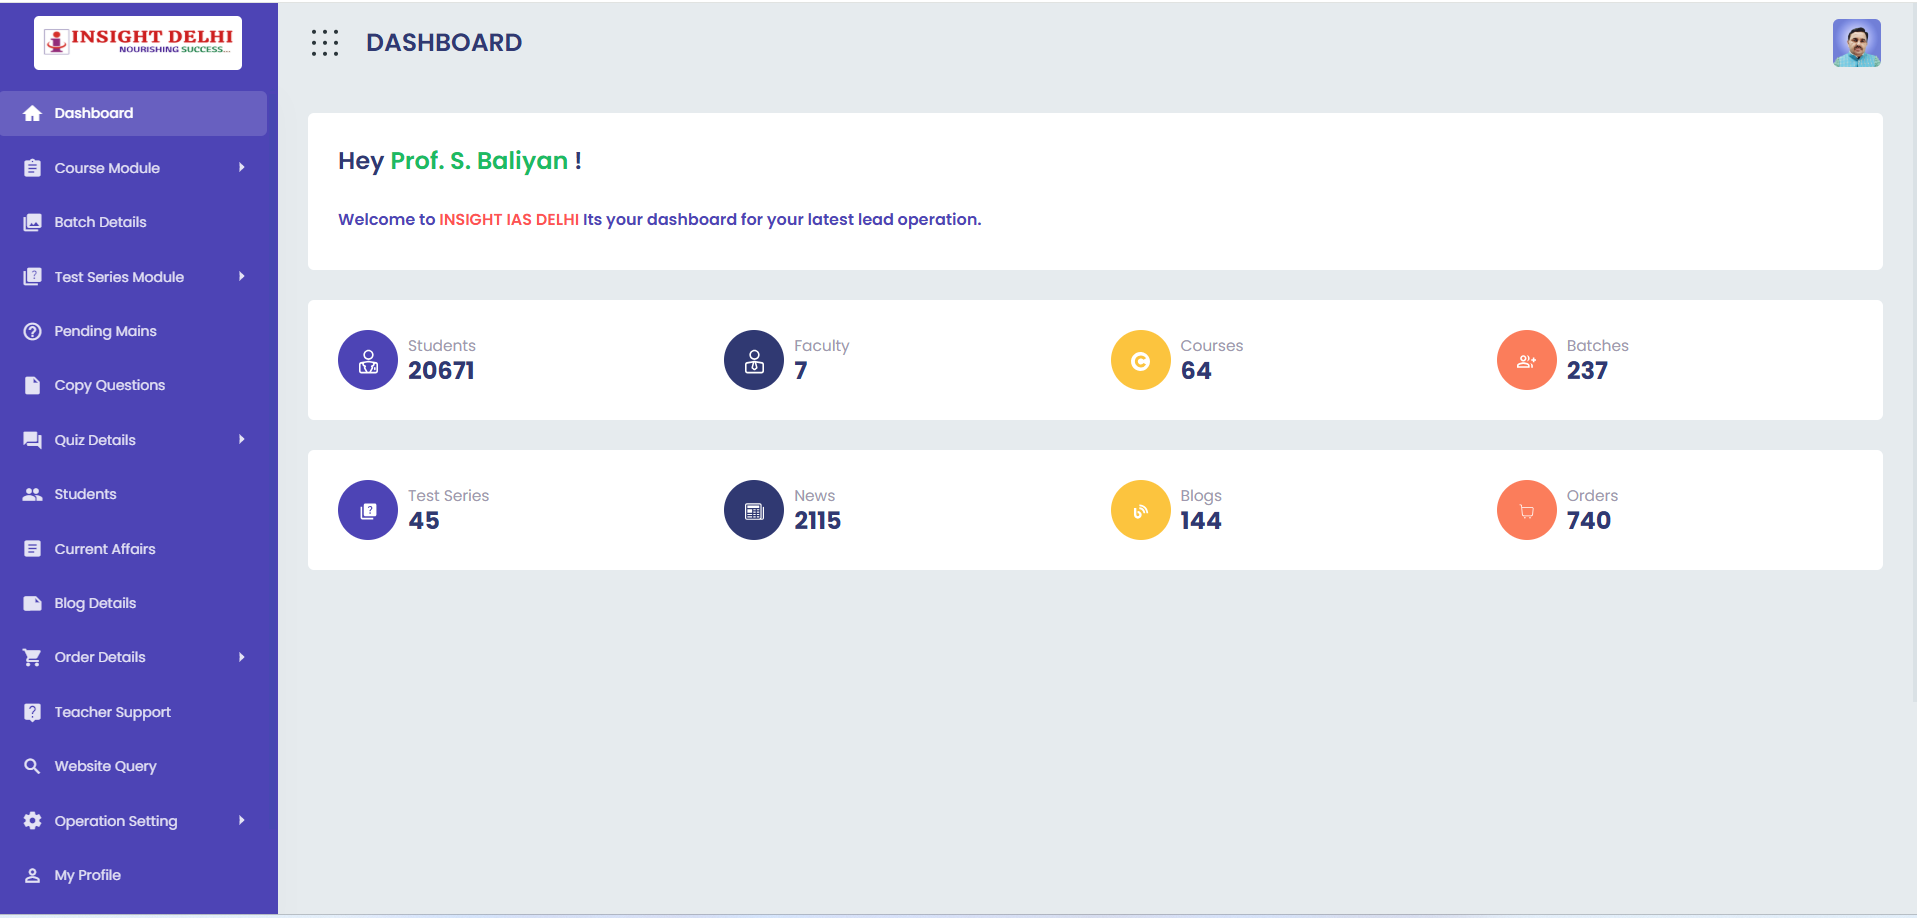 INSIGHT DELHI
NOURISHING SUCCESS...
DASHBOARD
Dashboard
Course Module
Batch Details
Test Series Module
Pending Mains
Copy Questions
Quiz Details
Students
Current Affairs
Blog Details
Order Details
Teacher Support
Website Query
Operation Setting
My Profile
Hey Prof. S. Baliyan !
Welcome to INSIGHT IAS DELHI Its your dashboard for your latest lead operation.
Students
20671
Faculty
7
Courses
64
Batches
237
Test Series
45
News
2115
Blogs
144
Orders
740